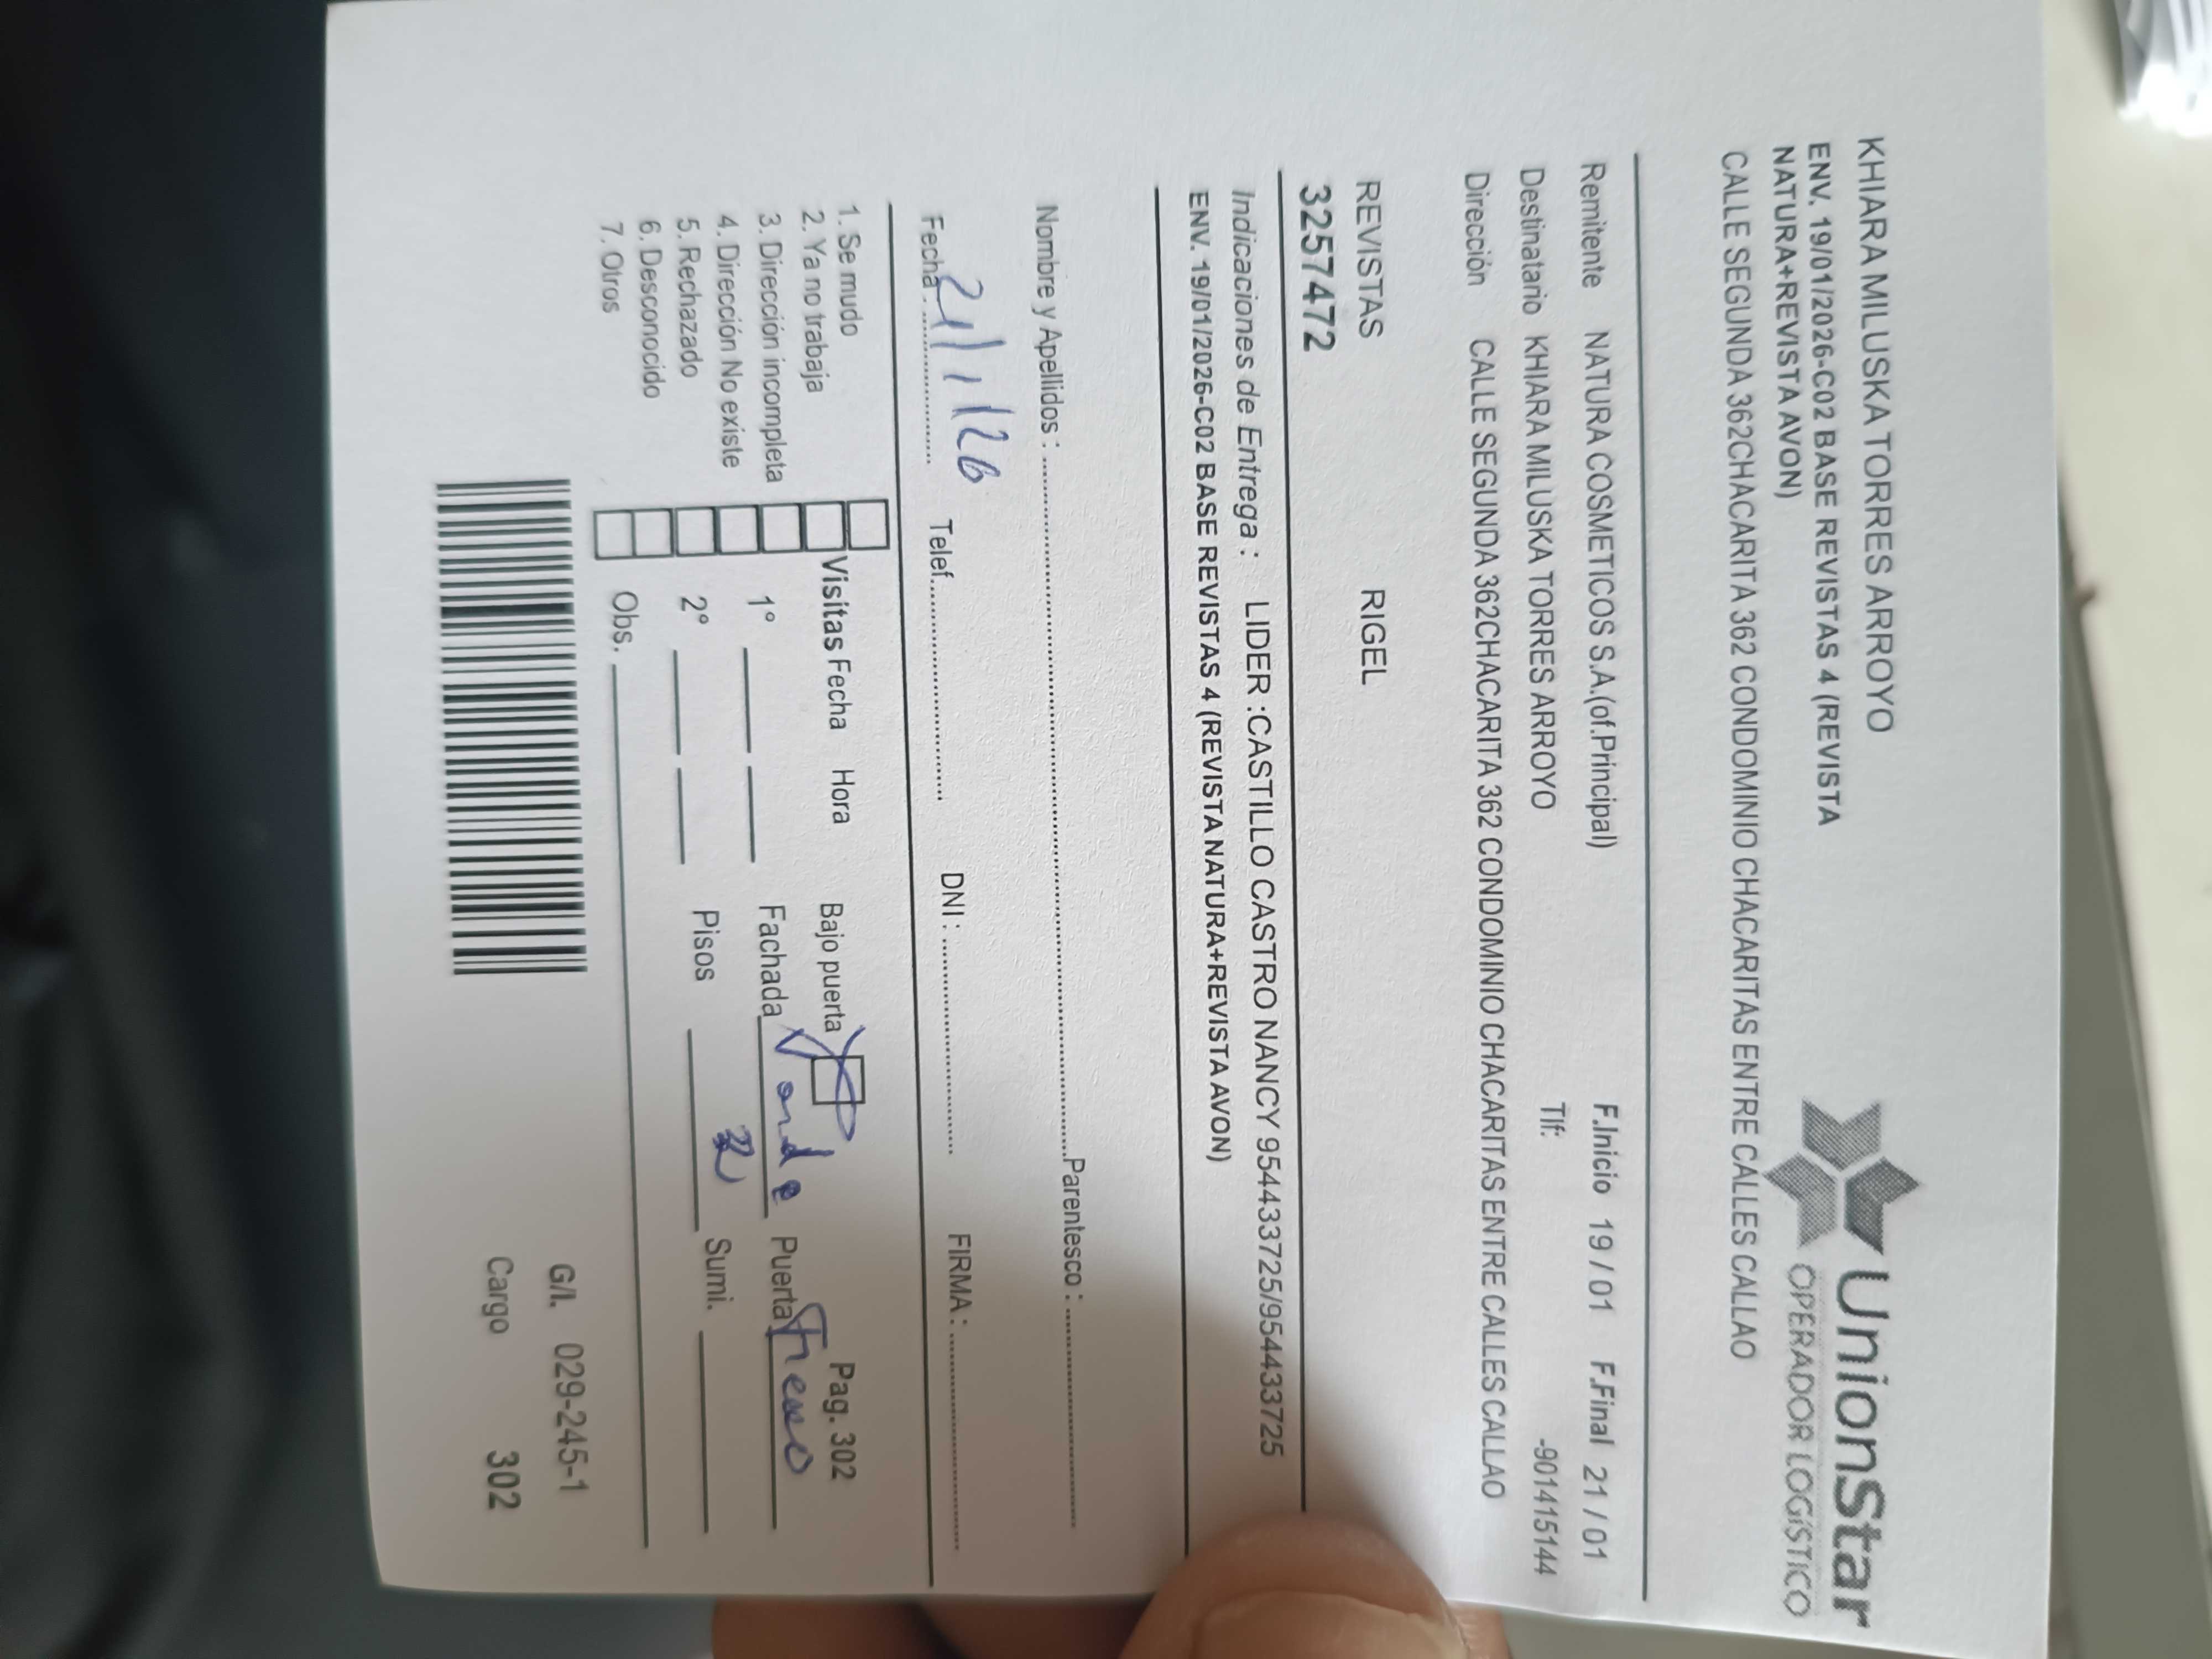 KHIARA MILUSKA TORRES ARROYO
ENV. 19/01/2026-C02 BASE REVISTAS 4 (REVISTA
NATURA+REVISTA AVON)
UnionStar
OPERADOR LOGÍSTICO
CALLE SEGUNDA 362CHACARITA 362 CONDOMINIO CHACARITAS ENTRE CALLES CALLAO
Remitente NATURA COSMETICOS S.A.(of.Principal) F.Inicio 19 / 01 F.Final 21 / 01
Destinatario KHIARA MILUSKA TORRES ARROYO Tlf: -901415144
Dirección CALLE SEGUNDA 362CHACARITA 362 CONDOMINIO CHACARITAS ENTRE CALLES CALLAO
REVISTAS RIGEL
3257472
Indicaciones de Entrega : LIDER :CASTILLO CASTRO NANCY 954433725/954433725
ENV. 19/01/2026-C02 BASE REVISTAS 4 (REVISTA NATURA+REVISTA AVON)
Nombre y Apellidos : Parentesco :
Fecha 21/1/26 Telef. DNI : FIRMA :
1. Se mudo
2. Ya no trabaja
3. Dirección incompleta
4. Dirección No existe
5. Rechazado
6. Desconocido
7. Otros
Visitas Fecha Hora Bajo puerta Pag. 302
1° Fachada Puerta
2° Pisos Sumi.
Obs.
G/I. 029-245-1
Cargo 302